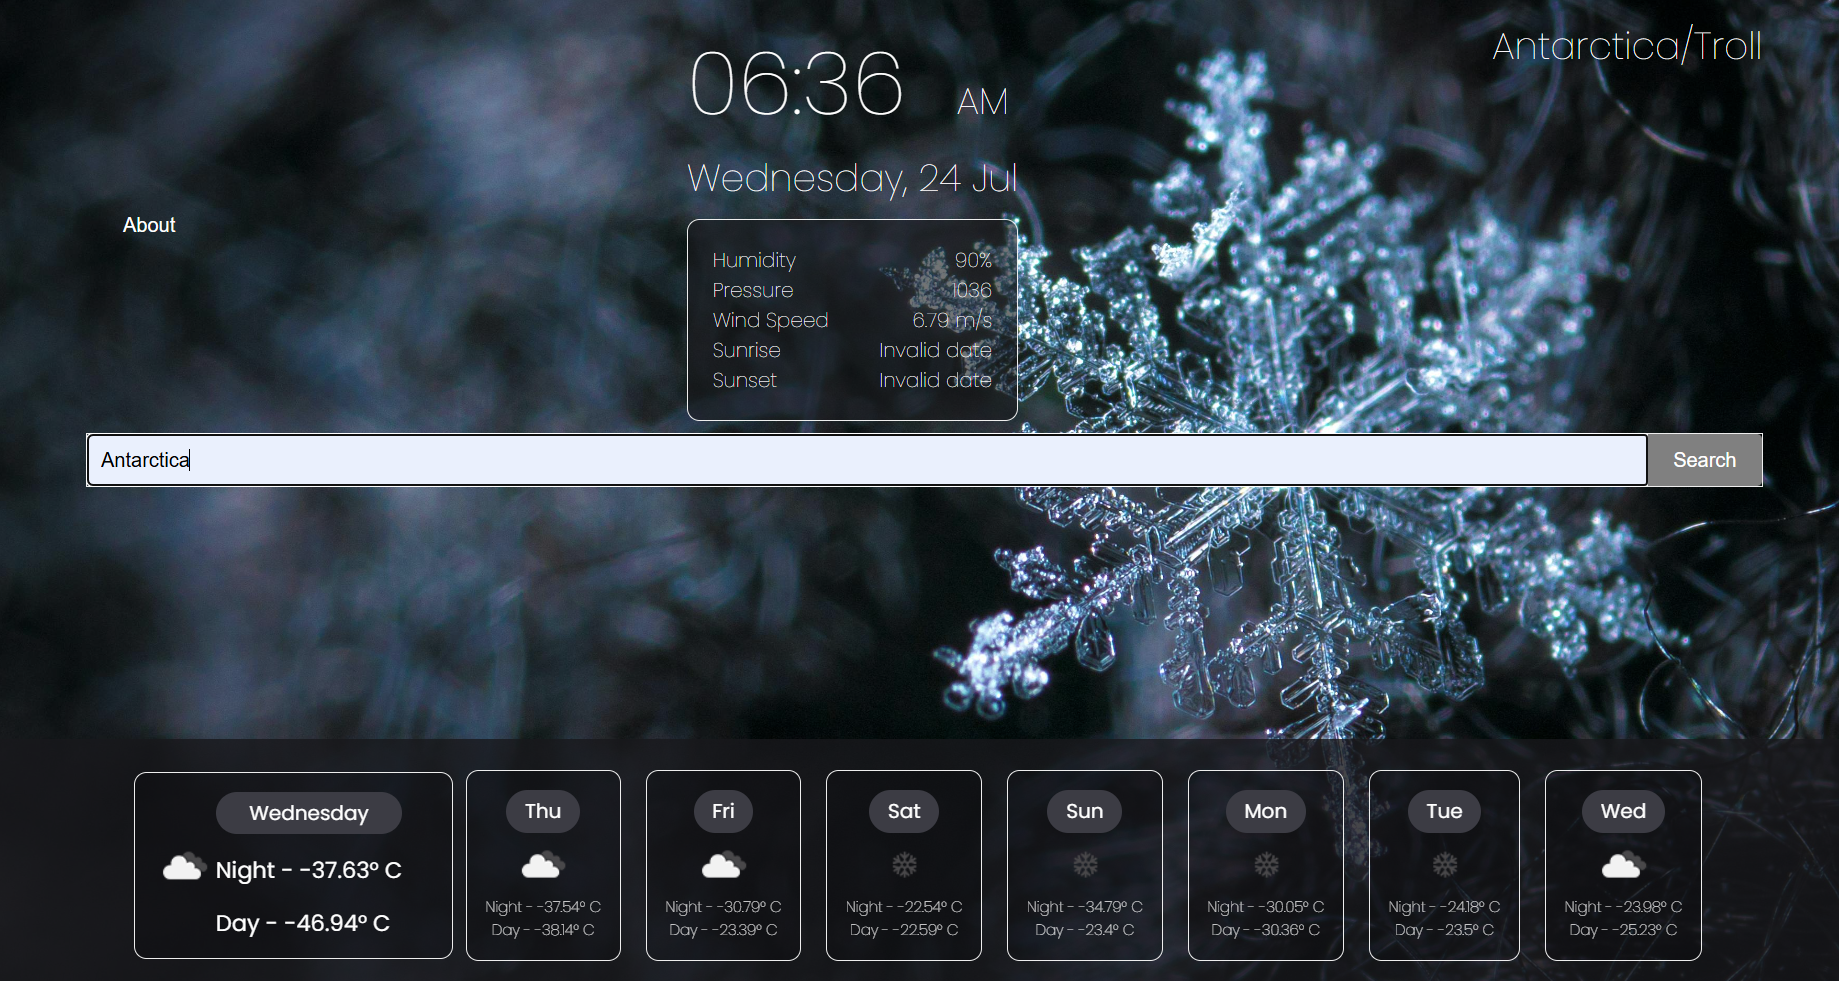 Antarctica/Troll
06:36 AM
Wednesday, 24 Jul
About
Humidity 90%
Pressure 1036
Wind Speed 6.79 m/s
Sunrise Invalid date
Sunset Invalid date
Antarctica Search
Wednesday
Night - -37.63° C
Day - -46.94° C
Thu
Night - -37.54° C
Day - -38.14° C
Fri
Night - -30.79° C
Day - -23.39° C
Sat
Night - -22.54° C
Day - -22.59° C
Sun
Night - -34.79° C
Day - -23.4° C
Mon
Night - -30.05° C
Day - -30.36° C
Tue
Night - -24.18° C
Day - -23.5° C
Wed
Night - -23.98° C
Day - -25.23° C